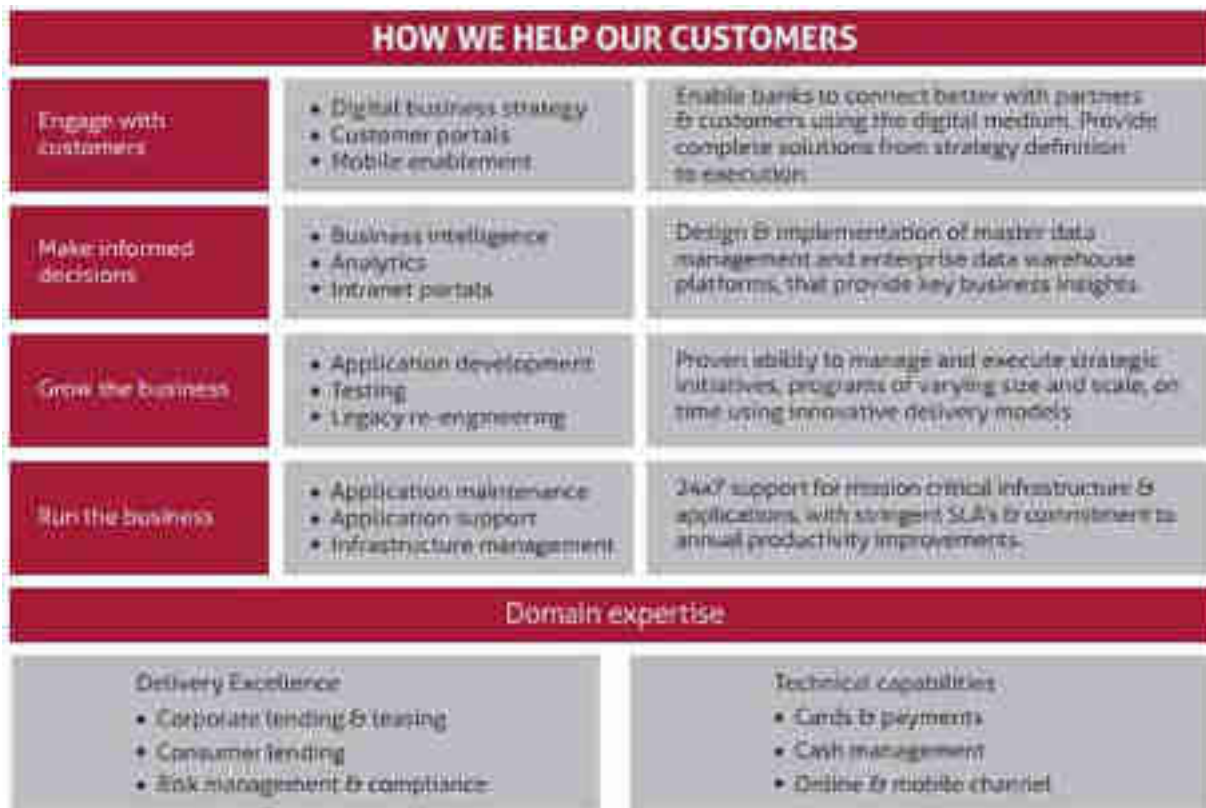 HOW WE HELP OUR CUSTOMERS
Engage with
customers
• Digital business strategy
• Customer portals
• Mobile enablement
Enable banks to connect better with partners
& customers using the digital medium. Provide
complete solutions from strategy definition
to execution
Make informed
decisions
• Business intelligence
• Analytics
• Intranet portals
Design & implementation of master data
management and enterprise data warehouse
platforms, that provide key business insights.
Grow the business
• Application development
• Testing
• Legacy re-engineering
Proven ability to manage and execute strategic
initiatives, programs of varying size and scale, on
time using innovative delivery models
Run the business
• Application maintenance
• Application support
• Infrastructure management
24x7 support for mission critical infrastructure &
applications, with stringent SLA's & commitment to
annual productivity improvements.
Domain expertise
Delivery Excellence
• Corporate lending & leasing
• Consumer lending
• Risk management & compliance
Technical capabilities
• Cards & payments
• Cash management
• Online & mobile channel